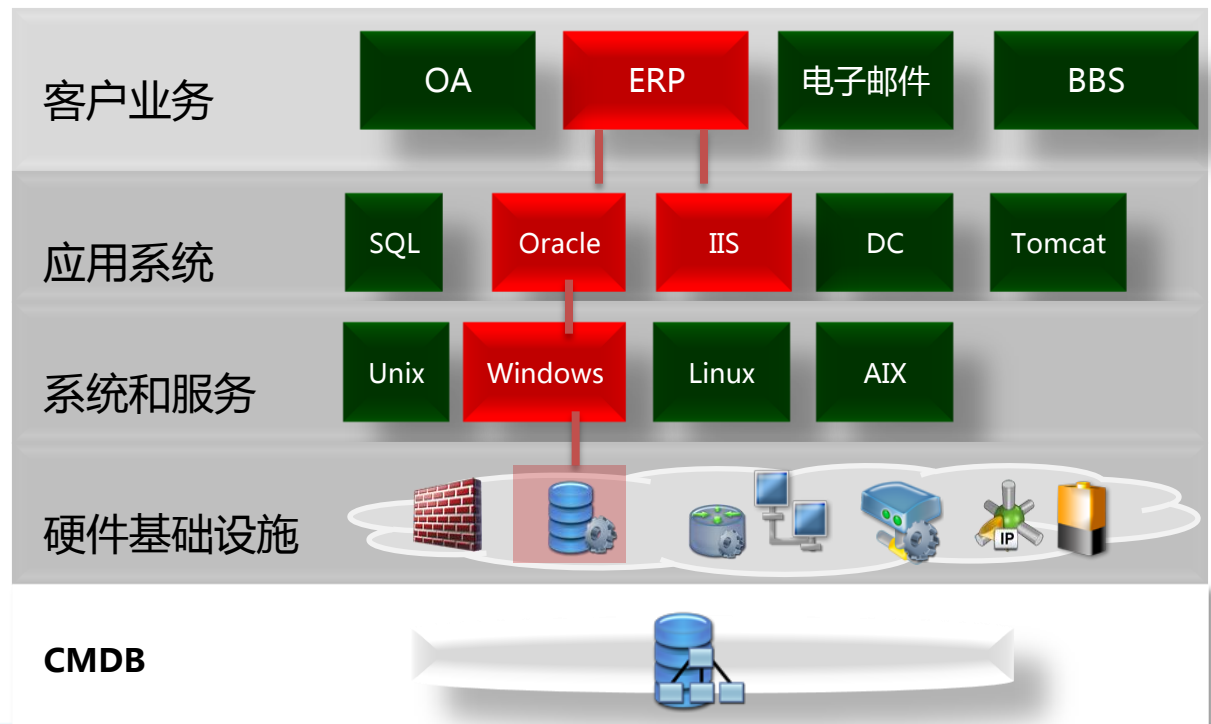 客户业务
OA
ERP
电子邮件
BBS
应用系统
SQL
Oracle
IIS
DC
Tomcat
系统和服务
Unix
Windows
Linux
AIX
硬件基础设施
IP
CMDB